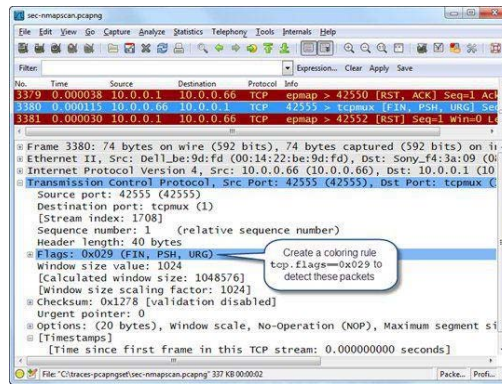 sec-nmapscan.pcapng
File Edit View Go Capture Analyze Statistics Telephony Tools Internals Help
Filter: Expression... Clear Apply Save
No. Time Source Destination Protocol Info
3379 0.000038 10.0.0.1 10.0.0.66 TCP epmap > 42550 [RST, ACK] Seq=1 Ack
3380 0.000115 10.0.0.66 10.0.0.1 TCP 42555 > tcpmux [FIN, PSH, URG] Sec
3381 0.000030 10.0.0.1 10.0.0.66 TCP epmap > 42551 [RST] Seq=1 Win=0 Le
Frame 3380: 74 bytes on wire (592 bits), 74 bytes captured (592 bits) on in
Ethernet II, Src: Dell_be:9d:fd (00:14:22:be:9d:fd), Dst: Sony_f4:3a:09 (0
Internet Protocol Version 4, Src: 10.0.0.66 (10.0.0.66), Dst: 10.0.0.1 (10
Transmission Control Protocol, Src Port: 42555 (42555), Dst Port: tcpmux (
Source port: 42555 (42555)
Destination port: tcpmux (1)
[Stream index: 1708]
Sequence number: 1 (relative sequence number)
Header length: 40 bytes
Flags: 0x029 (FIN, PSH, URG)
Create a coloring rule
tcp.flags==0x029 to
detect these packets
Window size value: 1024
[Calculated window size: 1048576]
[Window size scaling factor: 1024]
Checksum: 0x1278 [validation disabled]
Urgent pointer: 0
Options: (20 bytes), Window scale, No-Operation (NOP), Maximum segment si
[Timestamps]
[Time since first frame in this TCP stream: 0.000000000 seconds]
File: "C:\traces-pcapngset\sec-nmapscan.pcapng" 337 KB 00:00:02 Packe... Profi...